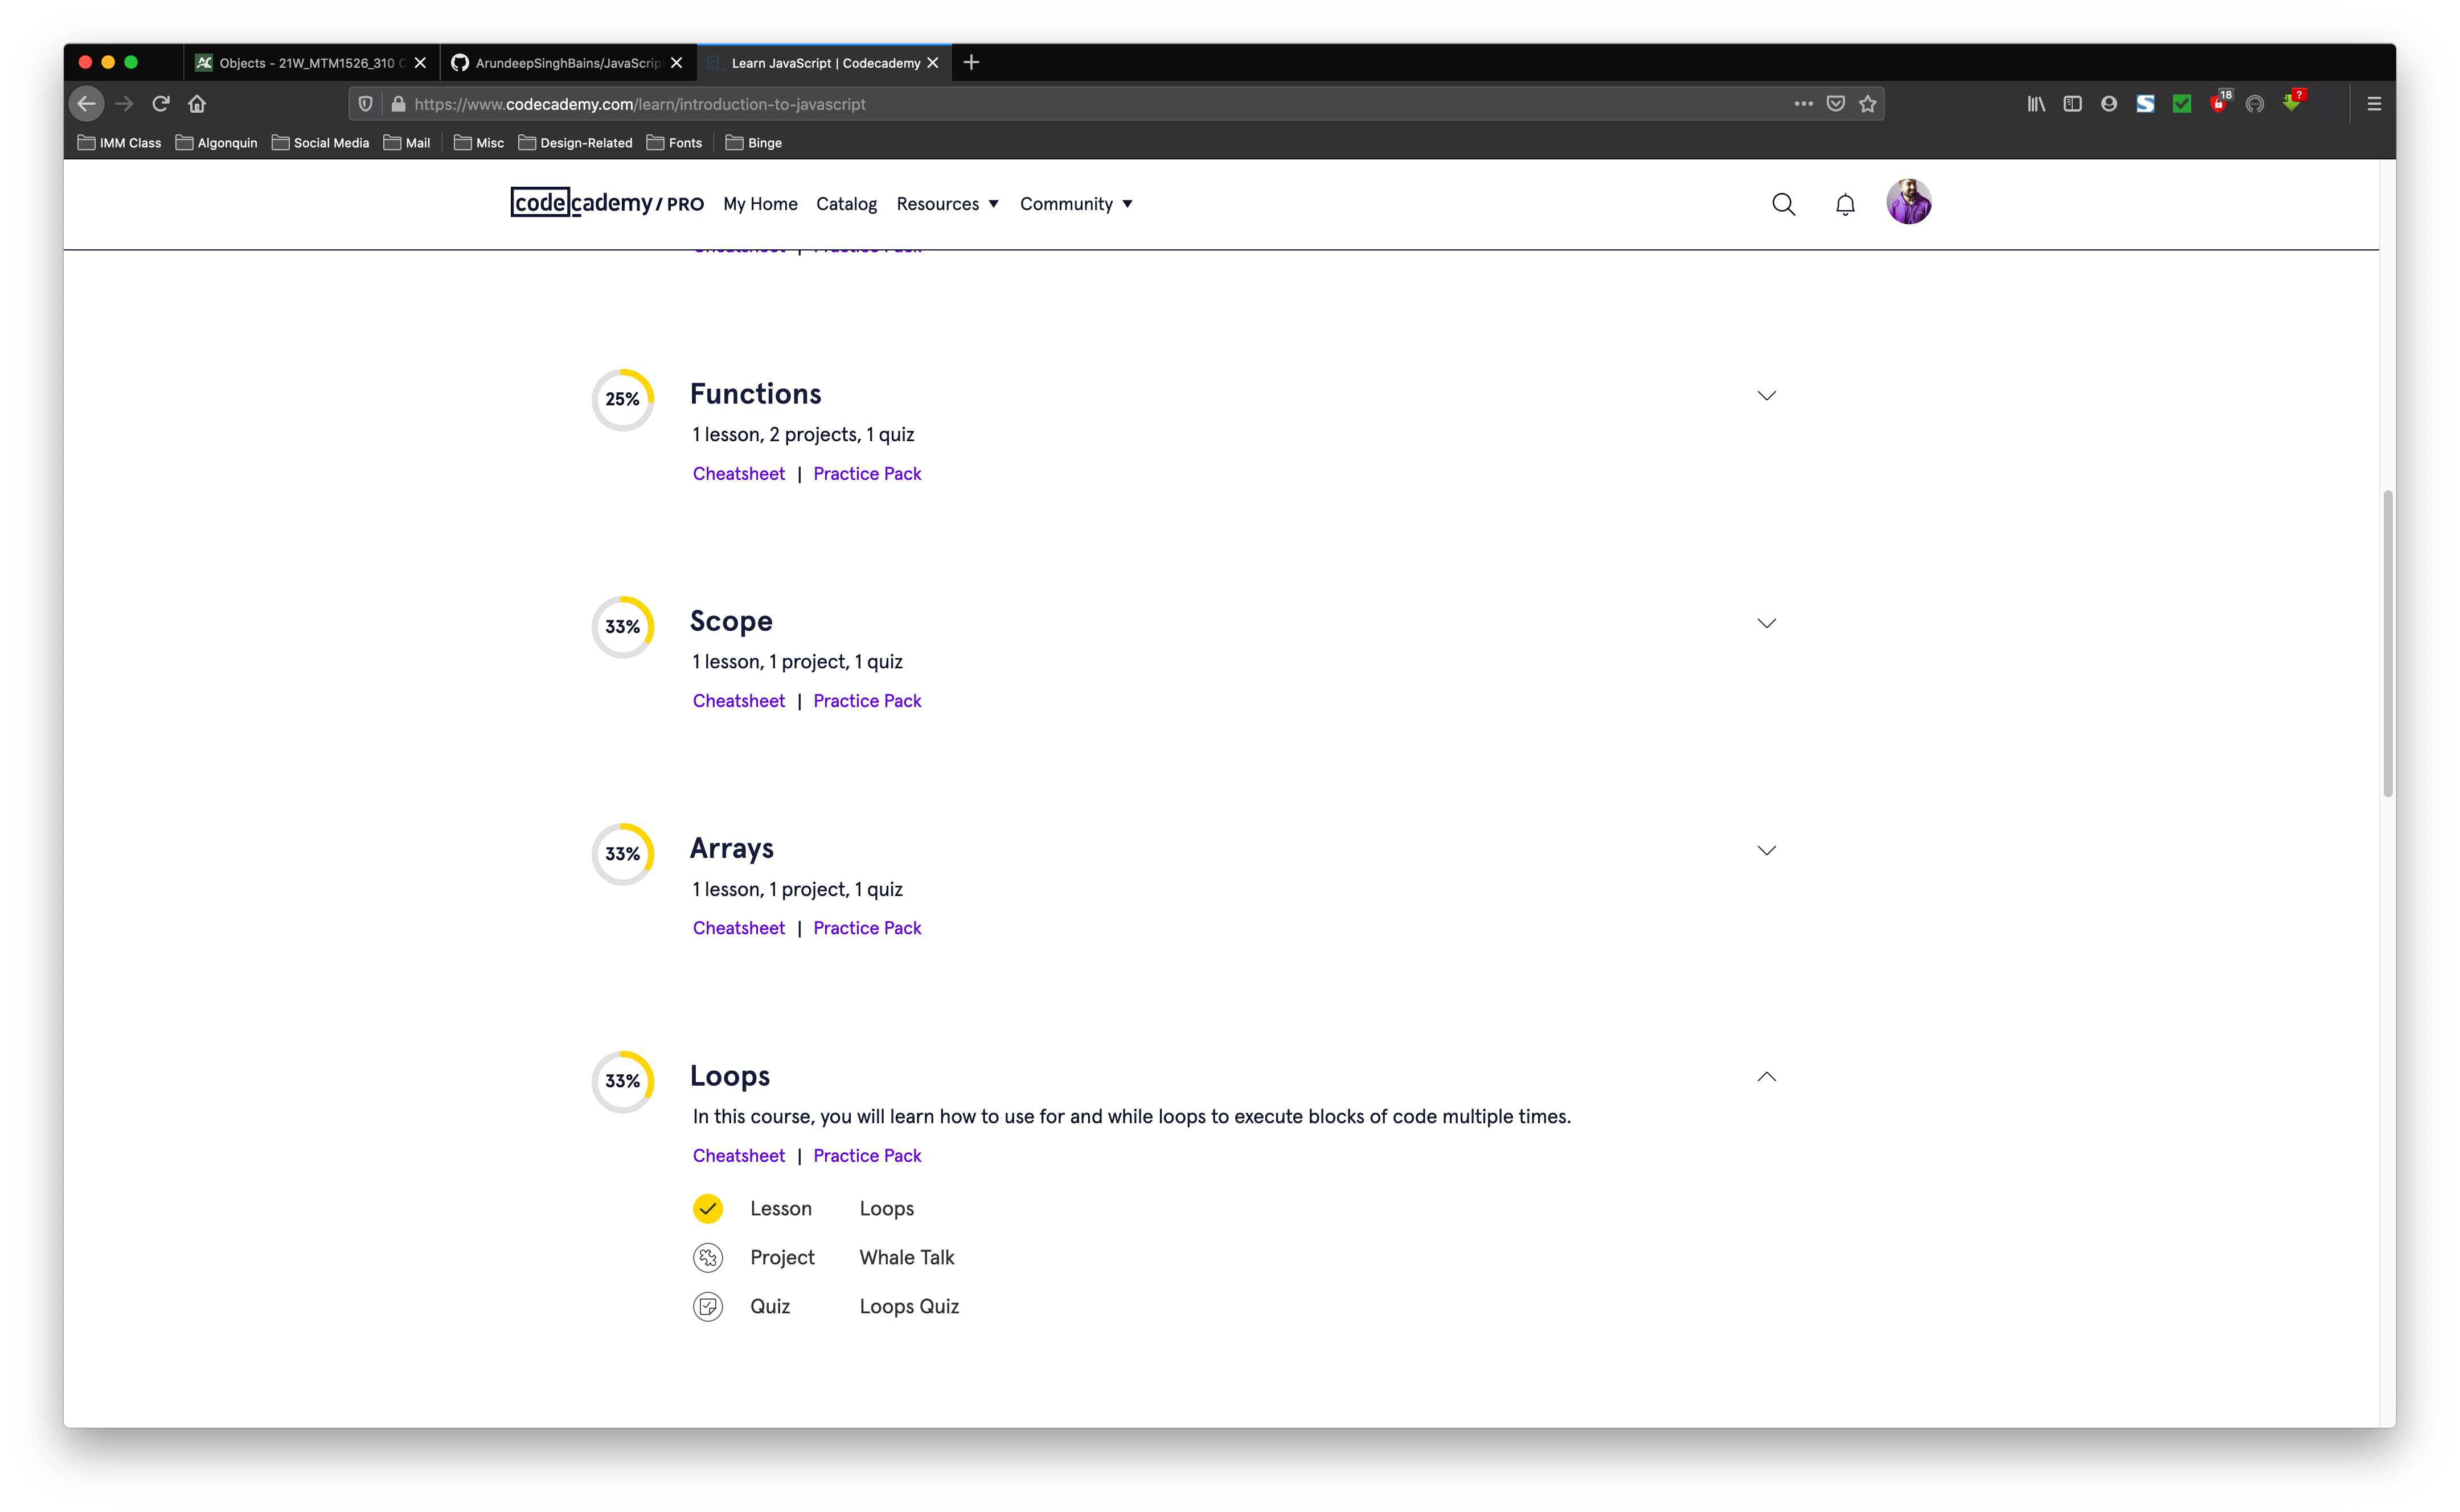 Objects - 21W_MTM1526_310 C
ArundeepSinghBains/JavaScrip
Learn JavaScript | Codecademy
https://www.codecademy.com/learn/introduction-to-javascript
18
?
IMM Class Algonquin Social Media Mail Misc Design-Related Fonts Binge
codecademy / PRO My Home Catalog Resources Community
Cheatsheet | Practice Pack
25%
Functions
1 lesson, 2 projects, 1 quiz
Cheatsheet | Practice Pack
33%
Scope
1 lesson, 1 project, 1 quiz
Cheatsheet | Practice Pack
33%
Arrays
1 lesson, 1 project, 1 quiz
Cheatsheet | Practice Pack
33%
Loops
In this course, you will learn how to use for and while loops to execute blocks of code multiple times.
Cheatsheet | Practice Pack
Lesson Loops
Project Whale Talk
Quiz Loops Quiz